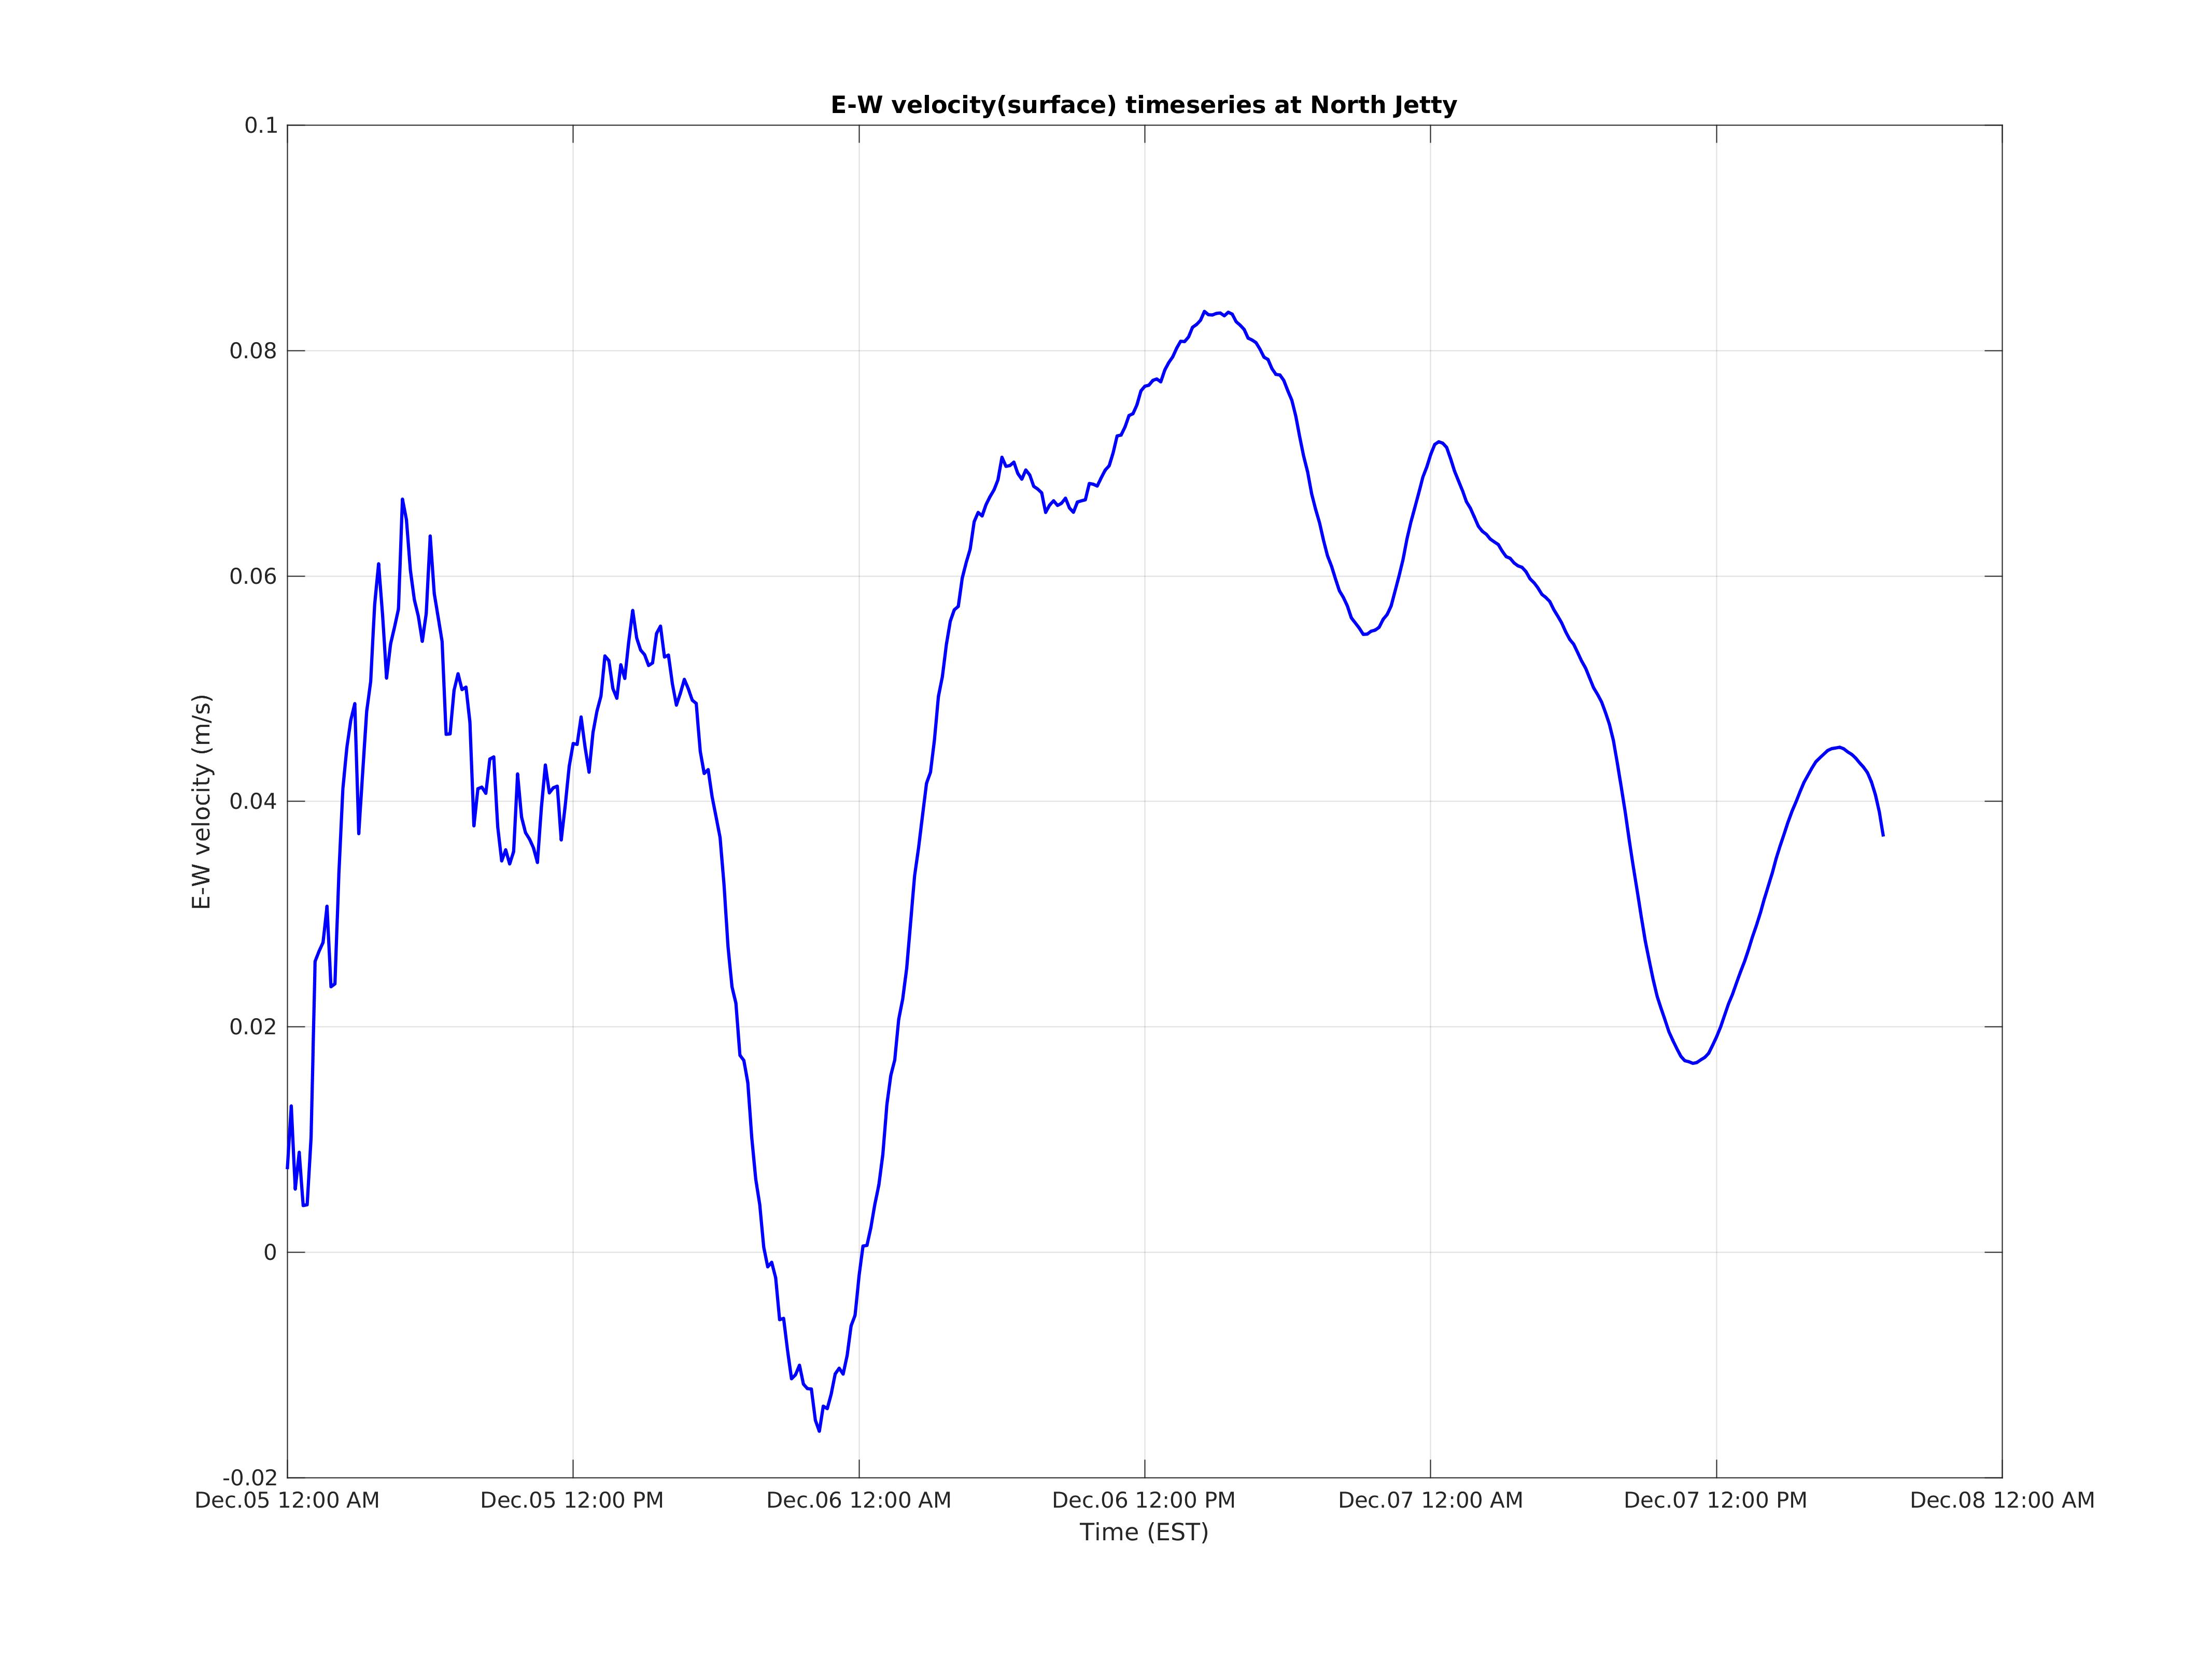 E-W velocity(surface) timeseries at North Jetty
0.1
0.08
0.06
0.04
0.02
0
-0.02
E-W velocity (m/s)
Dec.05 12:00 AM Dec.05 12:00 PM Dec.06 12:00 AM Dec.06 12:00 PM Dec.07 12:00 AM Dec.07 12:00 PM Dec.08 12:00 AM
Time (EST)